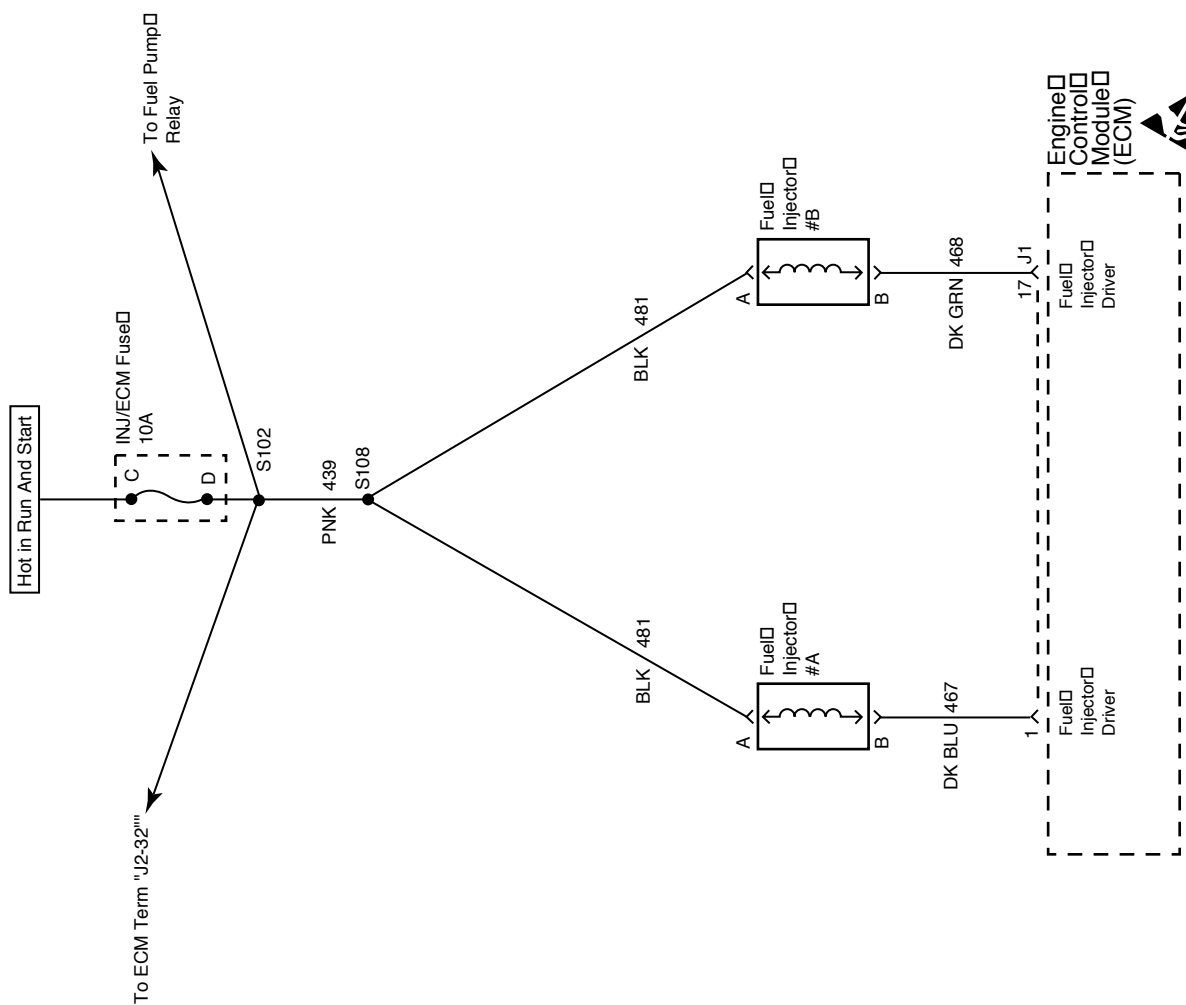 Hot in Run And Start
INJ/ECM Fuse
10A
C
D
To Fuel Pump
Relay
To ECM Term "J2-32""
S102
PNK 439
S108
BLK 481
BLK 481
Fuel
Injector
#A
A
B
Fuel
Injector
#B
A
B
DK BLU 467
DK GRN 468
1
17 J1
Fuel
Injector
Driver
Fuel
Injector
Driver
Engine
Control
Module
(ECM)